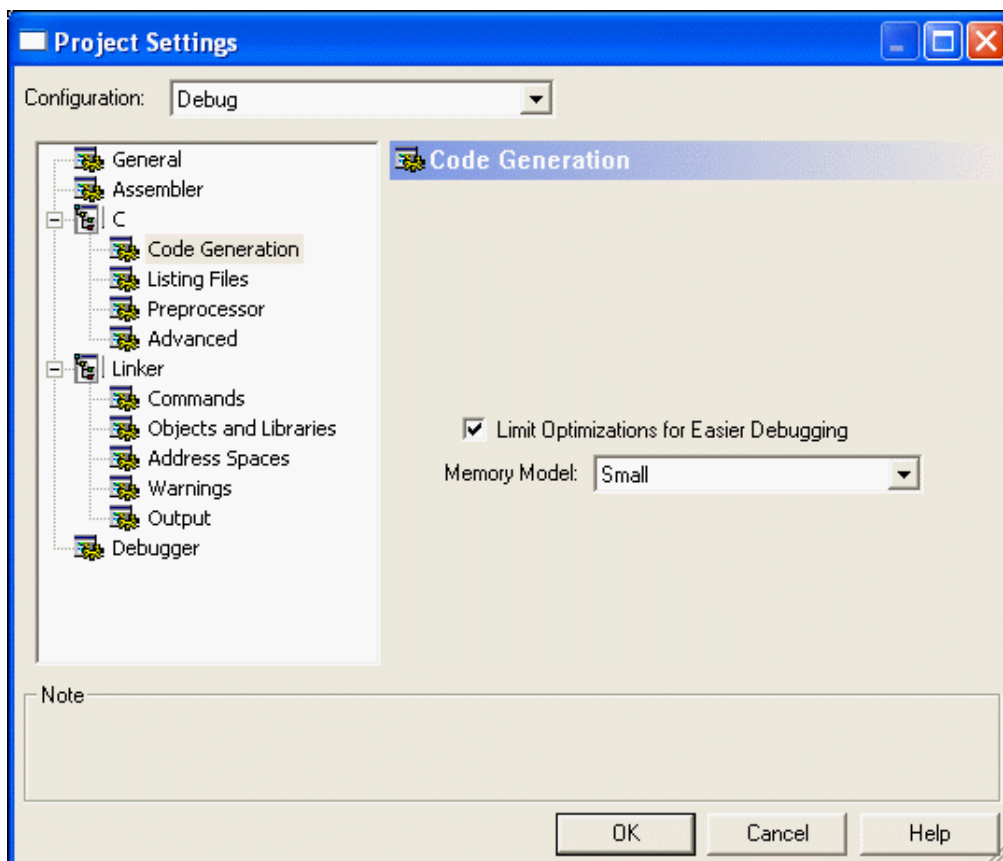 Project Settings
Configuration: Debug
General
Assembler
C
Code Generation
Listing Files
Preprocessor
Advanced
Linker
Commands
Objects and Libraries
Address Spaces
Warnings
Output
Debugger
Code Generation
Limit Optimizations for Easier Debugging
Memory Model: Small
Note
OK Cancel Help